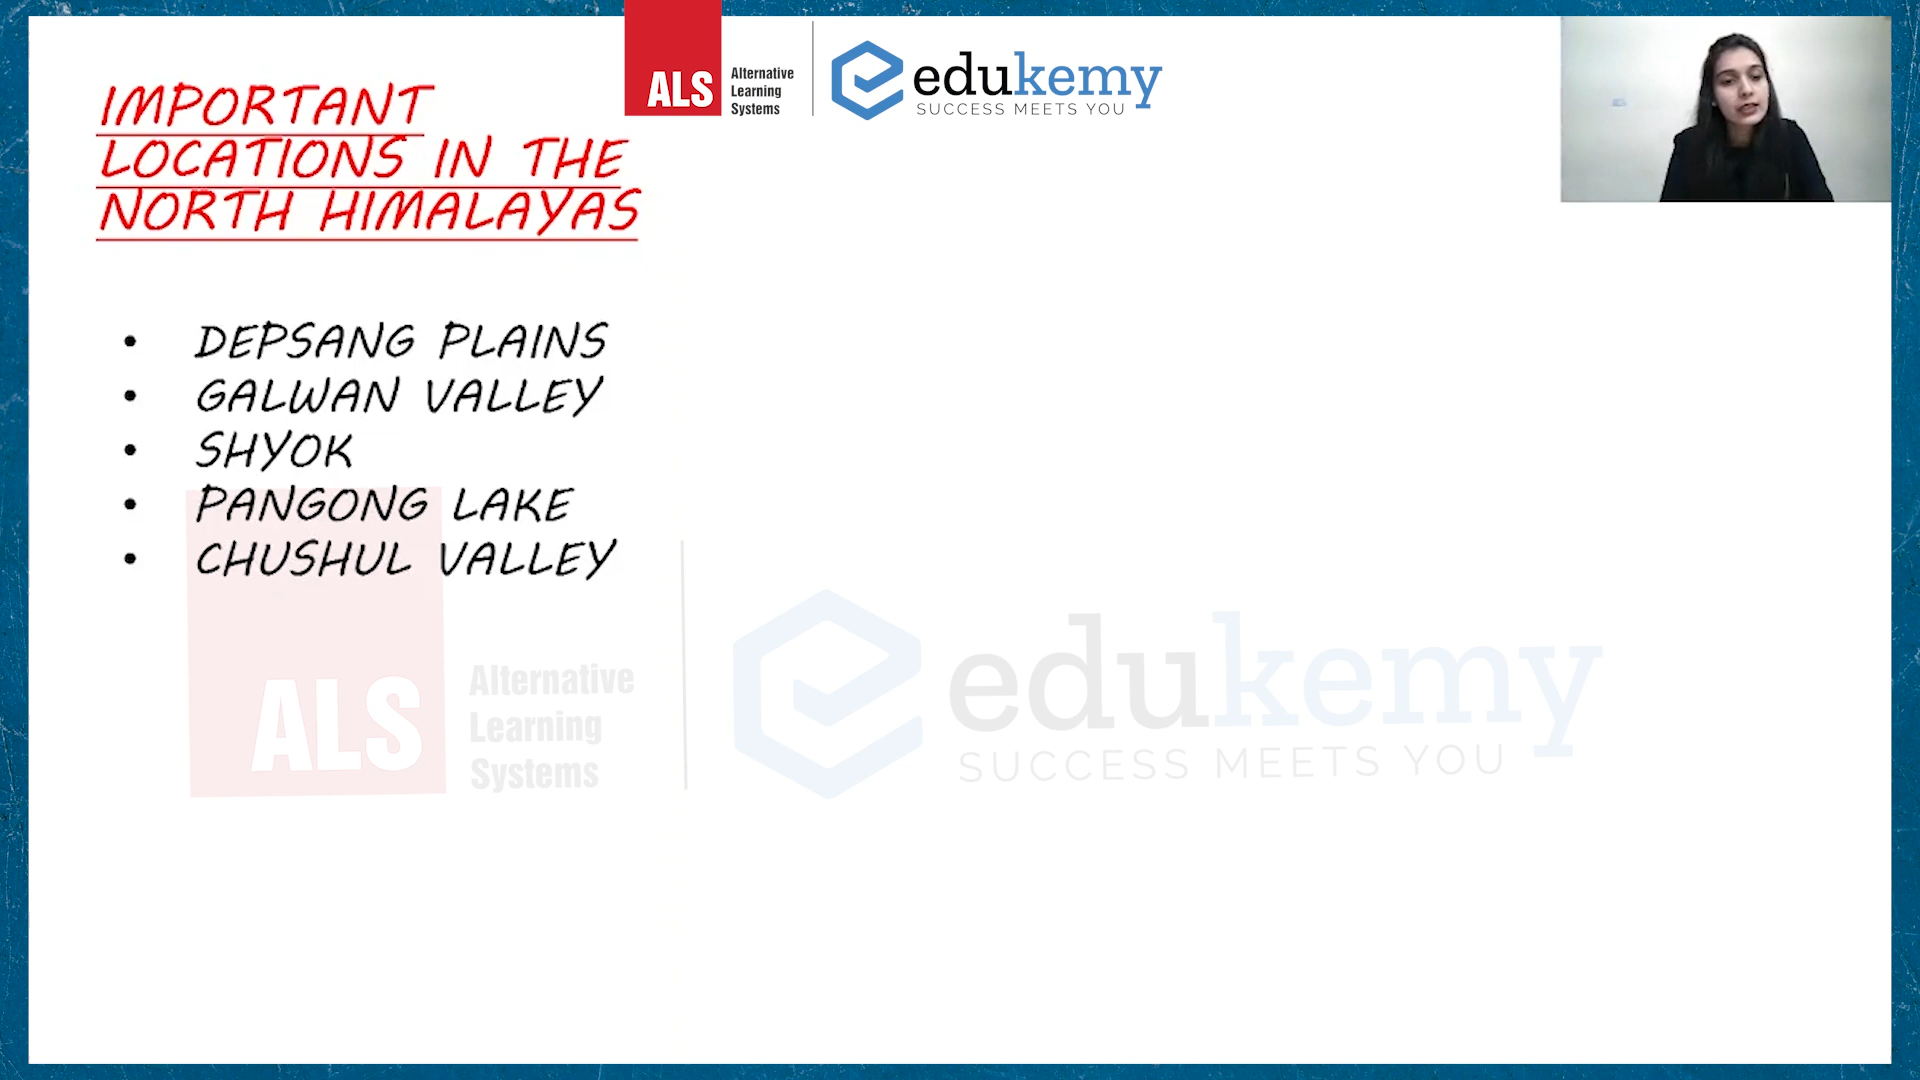 ALS
Alternative
Learning
Systems
edukemy
SUCCESS MEETS YOU
IMPORTANT
LOCATIONS IN THE
NORTH HIMALAYAS
• DEPSANG PLAINS
• GALWAN VALLEY
• SHYOK
• PANGONG LAKE
• CHUSHUL VALLEY
ALS
Alternative
Learning
Systems
edukemy
SUCCESS MEETS YOU